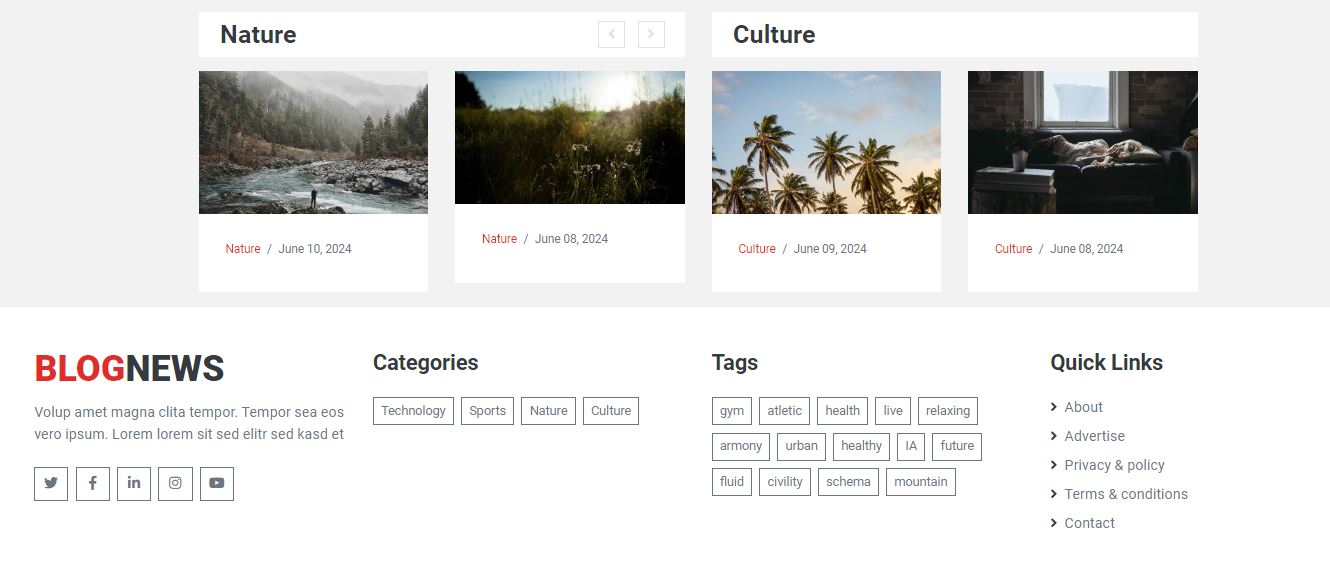 Nature
Culture
Nature / June 10, 2024
Nature / June 08, 2024
Culture / June 09, 2024
Culture / June 08, 2024
BLOGNEWS
Volup amet magna clita tempor. Tempor sea eos
vero ipsum. Lorem lorem sit sed elitr sed kasd et
Categories
Technology Sports Nature Culture
Tags
gym atletic health live relaxing
armony urban healthy IA future
fluid civility schema mountain
Quick Links
About
Advertise
Privacy & policy
Terms & conditions
Contact